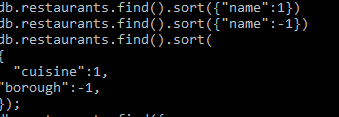 db.restaurants.find().sort({"name":1})
db.restaurants.find().sort({"name":-1})
db.restaurants.find().sort(
{
"cuisine":1,
"borough":-1,
});